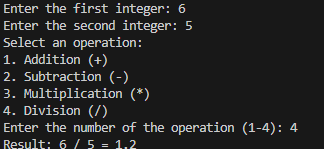 Enter the first integer: 6
Enter the second integer: 5
Select an operation:
1. Addition (+)
2. Subtraction (-)
3. Multiplication (*)
4. Division (/)
Enter the number of the operation (1-4): 4
Result: 6 / 5 = 1.2